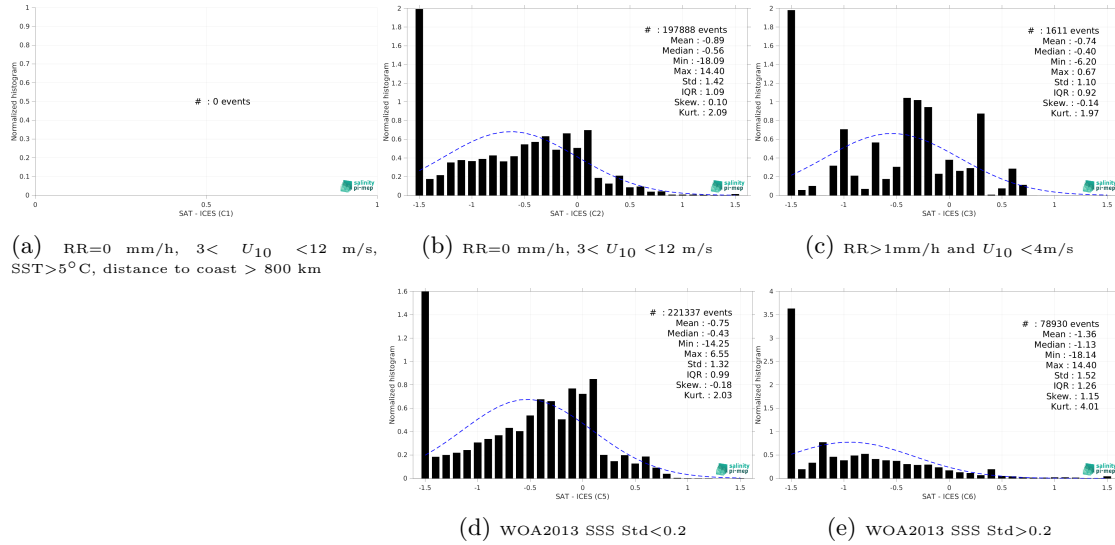 1
0.9
0.8
0.7
0.6
0.5
0.4
0.3
0.2
0.1
0
Normalized histogram
# : 0 events
salinity
pi-mep
0 0.5 1
SAT - ICES (C1)
(a) RR=0 mm/h, 3< U10 <12 m/s,
SST>5°C, distance to coast > 800 km
2
1.8
1.6
1.4
1.2
1
0.8
0.6
0.4
0.2
0
Normalized histogram
# : 197888 events
Mean : -0.89
Median : -0.56
Min : -18.09
Max : 14.40
Std : 1.42
IQR : 1.09
Skew. : 0.10
Kurt. : 2.09
salinity
pi-mep
-1.5 -1 -0.5 0 0.5 1 1.5
SAT - ICES (C2)
(b) RR=0 mm/h, 3< U10 <12 m/s
2
1.8
1.6
1.4
1.2
1
0.8
0.6
0.4
0.2
0
Normalized histogram
# : 1611 events
Mean : -0.74
Median : -0.40
Min : -6.20
Max : 0.67
Std : 1.10
IQR : 0.92
Skew. : -0.14
Kurt. : 1.97
salinity
pi-mep
-1.5 -1 -0.5 0 0.5 1 1.5
SAT - ICES (C3)
(c) RR>1mm/h and U10 <4m/s
1.6
1.4
1.2
1
0.8
0.6
0.4
0.2
0
Normalized histogram
# : 221337 events
Mean : -0.75
Median : -0.43
Min : -14.25
Max : 6.55
Std : 1.32
IQR : 0.99
Skew. : -0.18
Kurt. : 2.03
salinity
pi-mep
-1.5 -1 -0.5 0 0.5 1 1.5
SAT - ICES (C5)
(d) WOA2013 SSS Std<0.2
4
3.5
3
2.5
2
1.5
1
0.5
0
Normalized histogram
# : 78930 events
Mean : -1.36
Median : -1.13
Min : -18.14
Max : 14.40
Std : 1.52
IQR : 1.26
Skew. : 1.15
Kurt. : 4.01
salinity
pi-mep
-1.5 -1 -0.5 0 0.5 1 1.5
SAT - ICES (C6)
(e) WOA2013 SSS Std>0.2